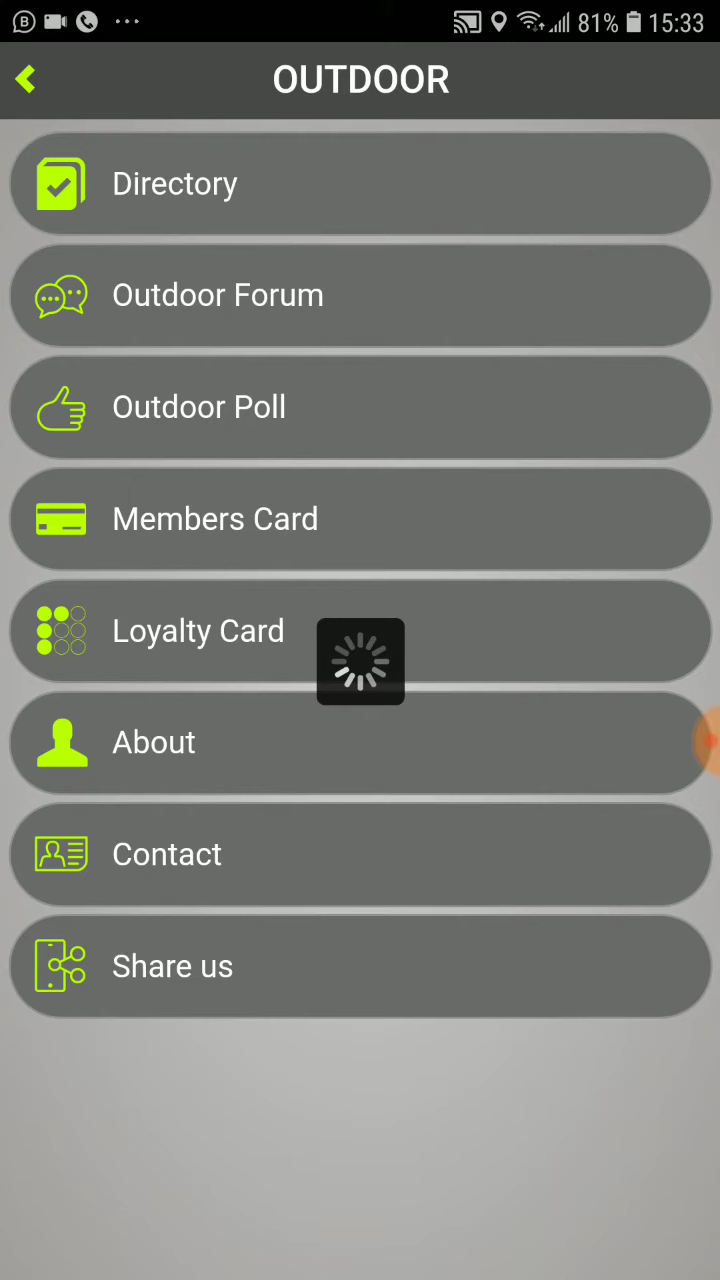 81% 15:33
OUTDOOR
Directory
Outdoor Forum
Outdoor Poll
Members Card
Loyalty Card
About
Contact
Share us